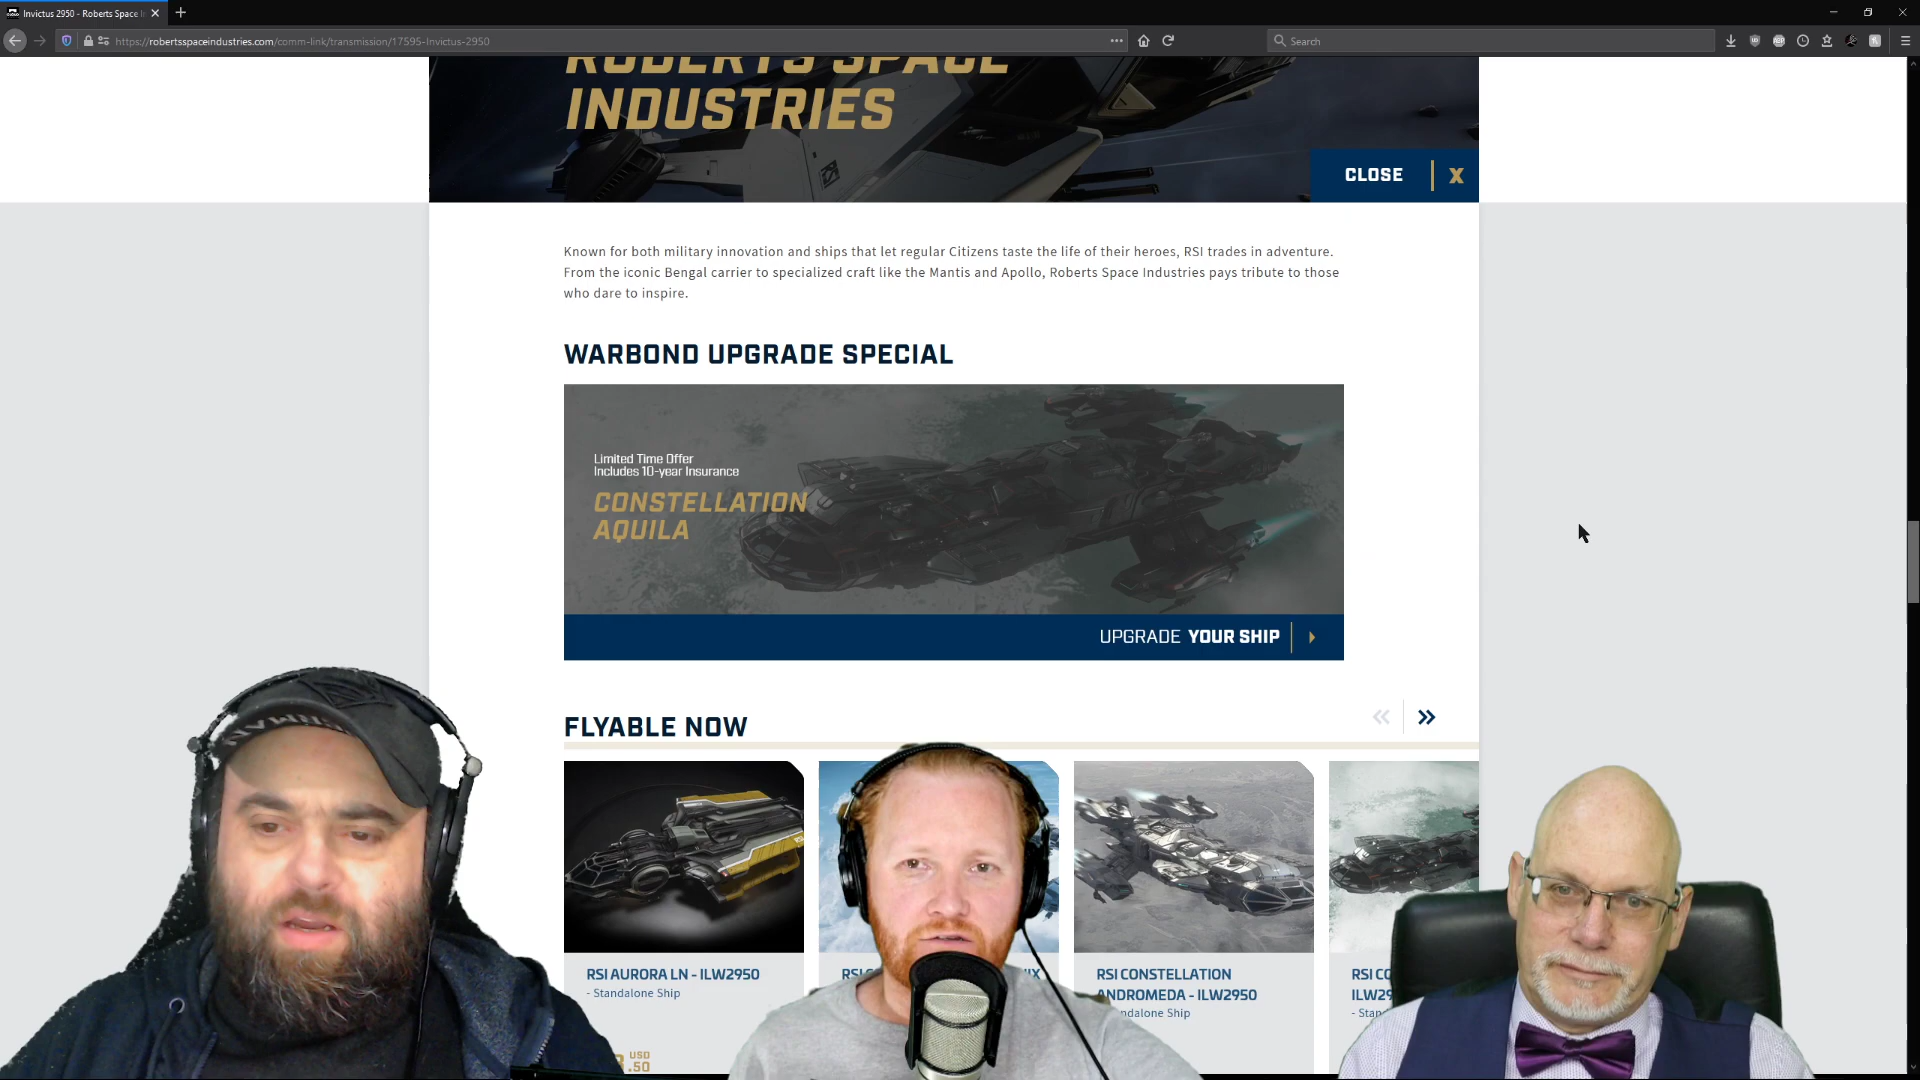 Invictus 2950 - Roberts Space I
https://robertsspaceindustries.com/comm-link/transmission/17595-Invictus-2950
Search
ROBERTS SPACE
INDUSTRIES
CLOSE X
Known for both military innovation and ships that let regular Citizens taste the life of their heroes, RSI trades in adventure.
From the iconic Bengal carrier to specialized craft like the Mantis and Apollo, Roberts Space Industries pays tribute to those
who dare to inspire.
WARBOND UPGRADE SPECIAL
Limited Time Offer
Includes 10-year Insurance
CONSTELLATION
AQUILA
UPGRADE YOUR SHIP
FLYABLE NOW
RSI AURORA LN - ILW2950
- Standalone Ship
USD
.50
RSI CONSTELLATION
ANDROMEDA - ILW2950
ndalone Ship